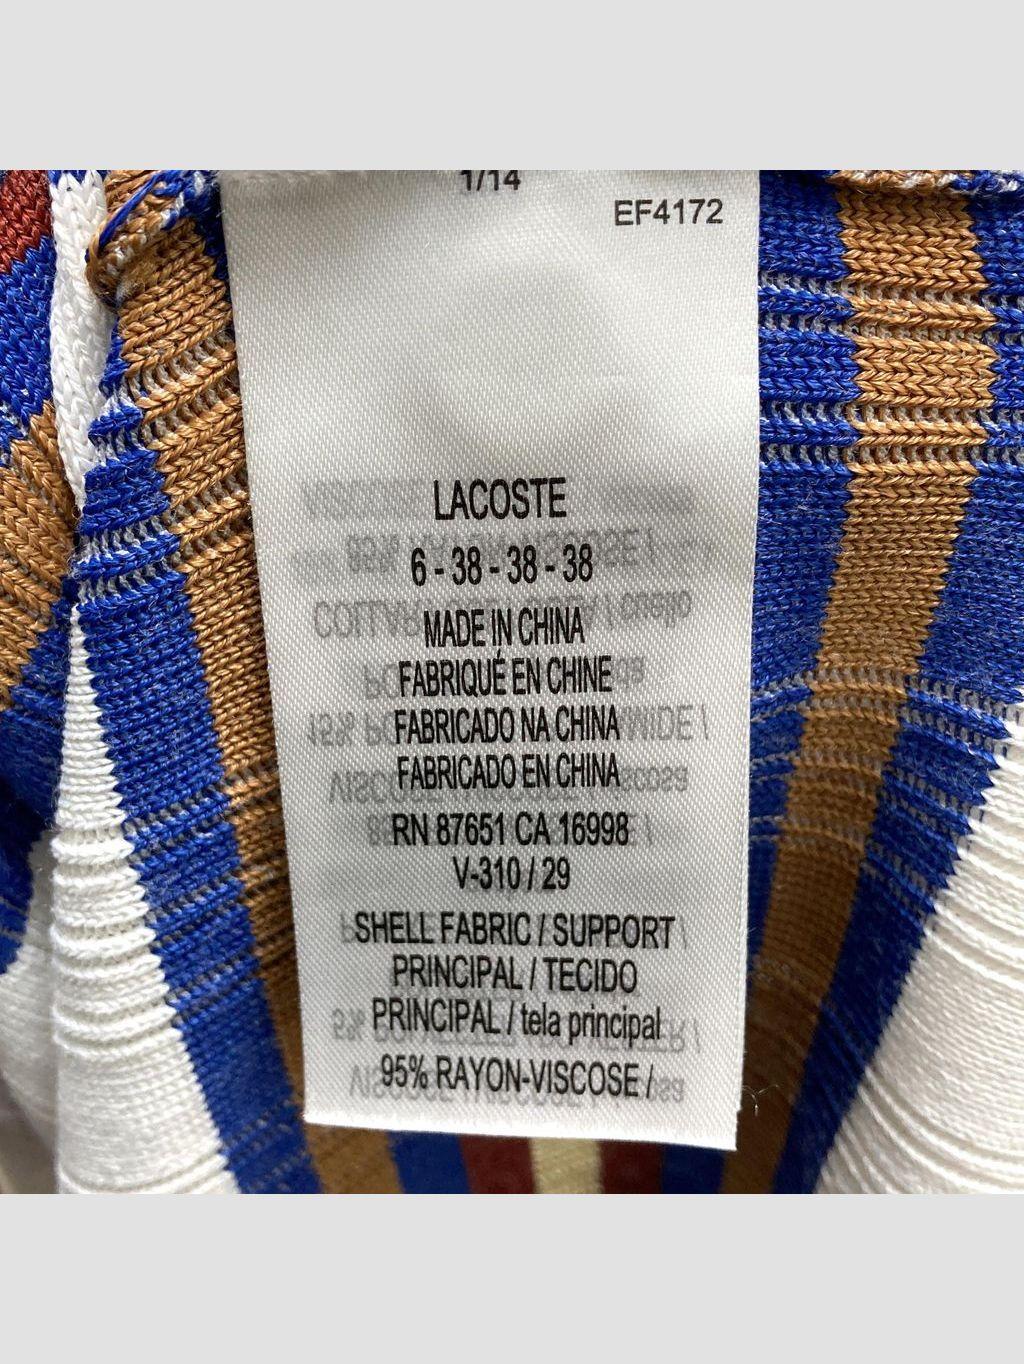 1/14
EF4172
LACOSTE
6 - 38 - 38 - 38
MADE IN CHINA
FABRIQUÉ EN CHINE
FABRICADO NA CHINA
FABRICADO EN CHINA
RN 87651 CA 16998
V-310 / 29
SHELL FABRIC / SUPPORT
PRINCIPAL / TECIDO
PRINCIPAL / tela principal
95% RAYON-VISCOSE /